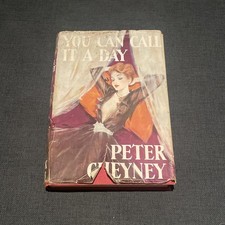 YOU CAN CALL
IT A DAY
PETER
CHEYNEY